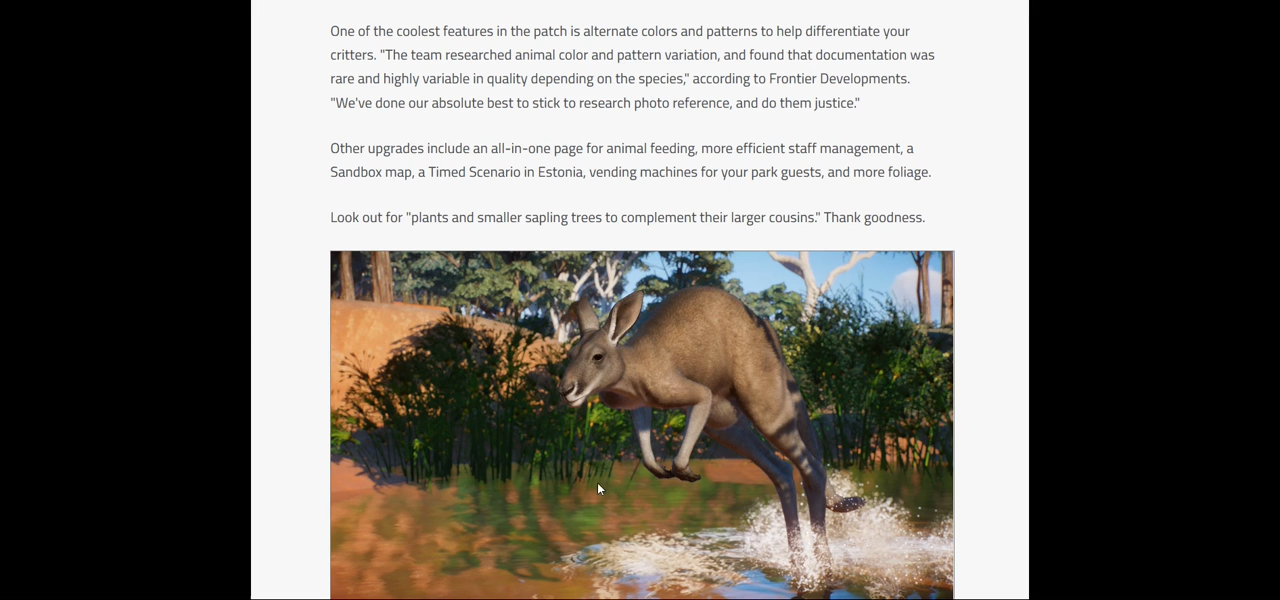 One of the coolest features in the patch is alternate colors and patterns to help differentiate your
critters. "The team researched animal color and pattern variation, and found that documentation was
rare and highly variable in quality depending on the species," according to Frontier Developments.
"We've done our absolute best to stick to research photo reference, and do them justice."
Other upgrades include an all-in-one page for animal feeding, more efficient staff management, a
Sandbox map, a Timed Scenario in Estonia, vending machines for your park guests, and more foliage.
Look out for "plants and smaller sapling trees to complement their larger cousins." Thank goodness.